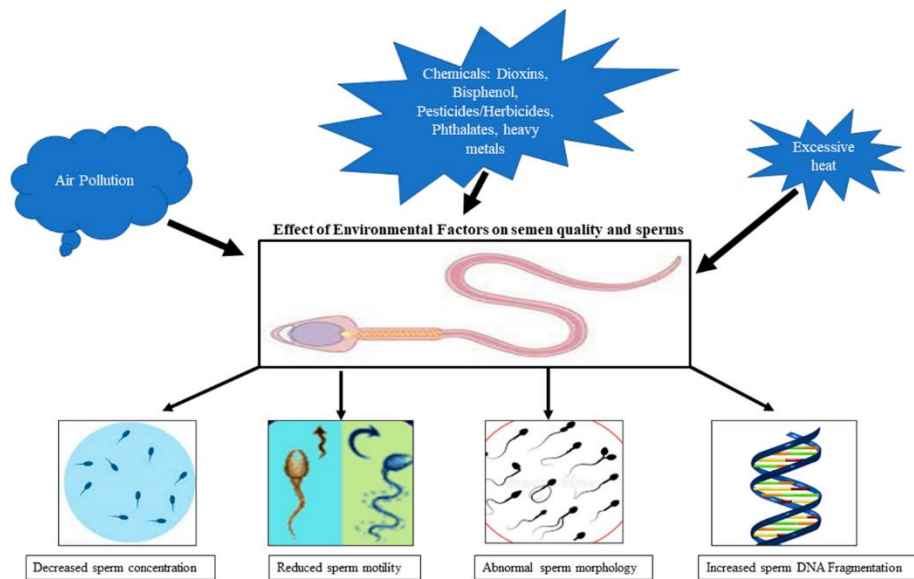 Chemicals: Dioxins,
Bisphenol,
Pesticides/Herbicides,
Phthalates, heavy
metals
Air Pollution
Excessive
heat
Effect of Environmental Factors on semen quality and sperms
Decreased sperm concentration
Reduced sperm motility
Abnormal sperm morphology
Increased sperm DNA Fragmentation